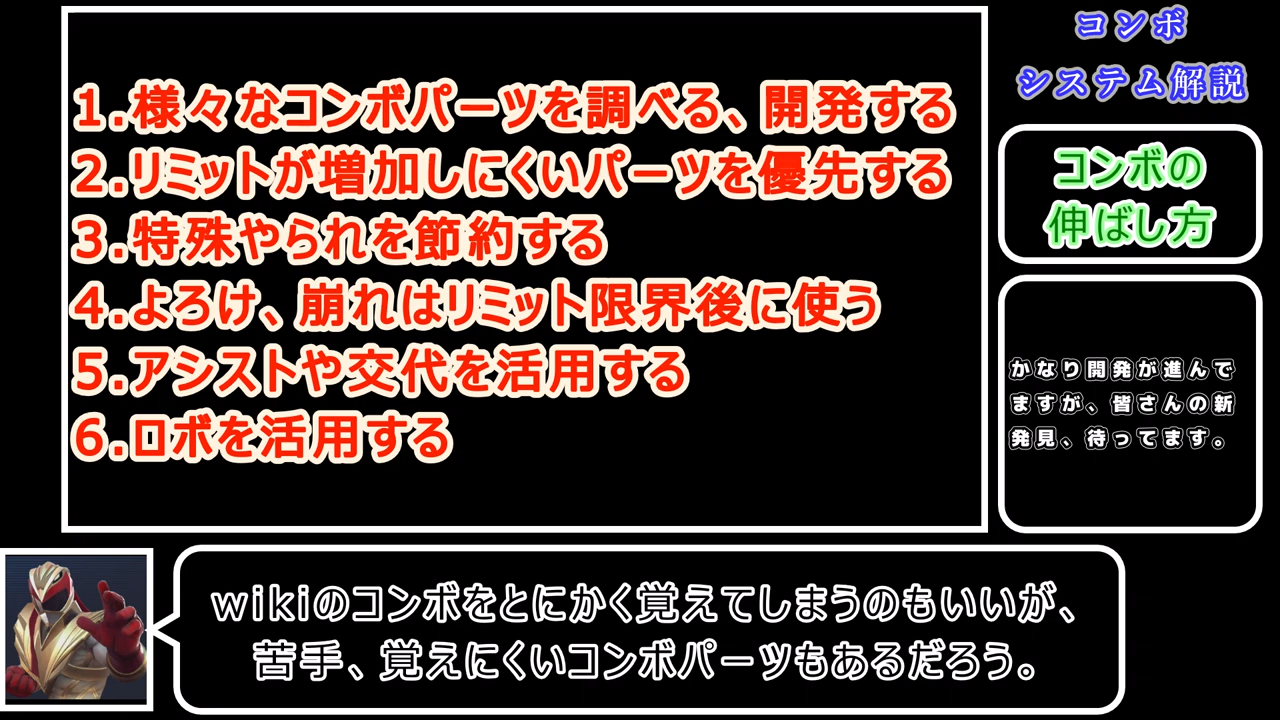 1.様々なコンボパーツを調べる、開発する
2.リミットが増加しにくいパーツを優先する
3.特殊やられを節約する
4.よろけ、崩れはリミット限界後に使う
5.アシストや交代を活用する
6.ロボを活用する
コンボ
システム解説
コンボの
伸ばし方
かなり開発が進んで
ますが、皆さんの新
発見、待ってます。
wikiのコンボをとにかく覚えてしまうのもいいが、
苦手、覚えにくいコンボパーツもあるだろう。